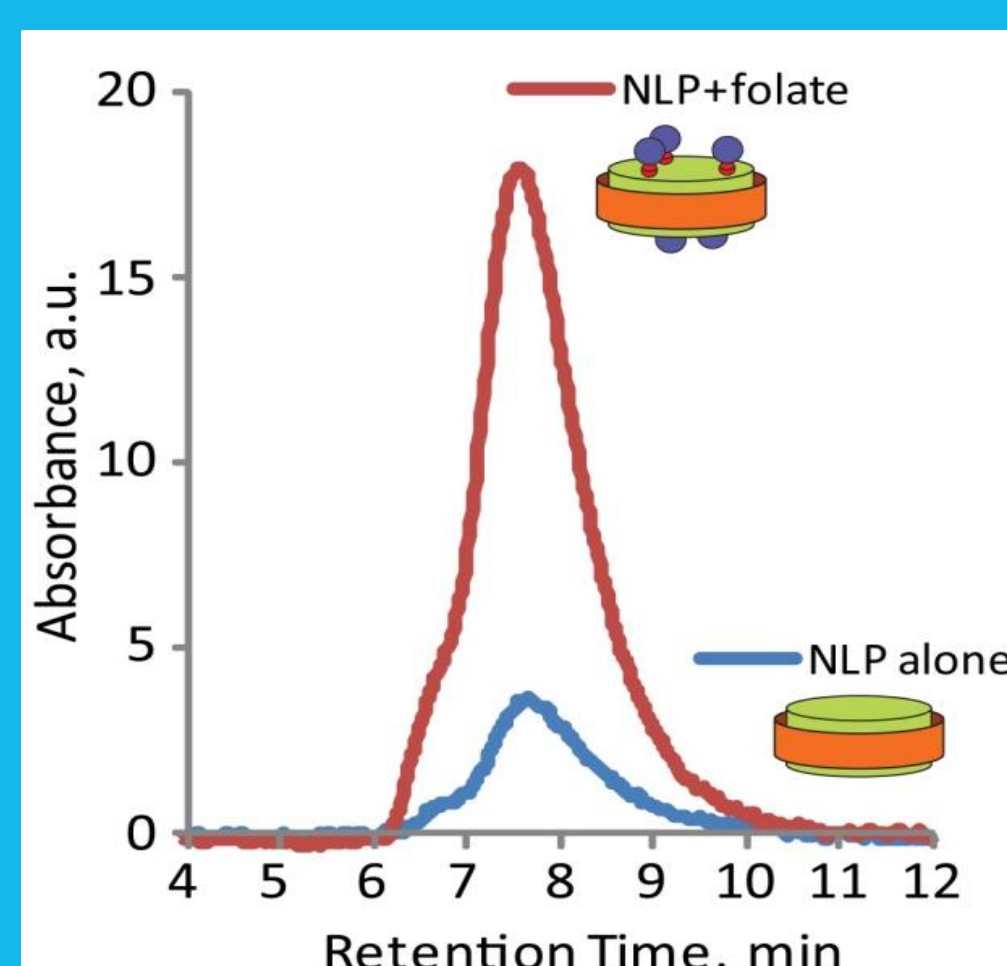 20
NLP+folate
15
10
5
0
Absorbance, a.u.
NLP alone
4 5 6 7 8 9 10 11 12
Retention Time, min